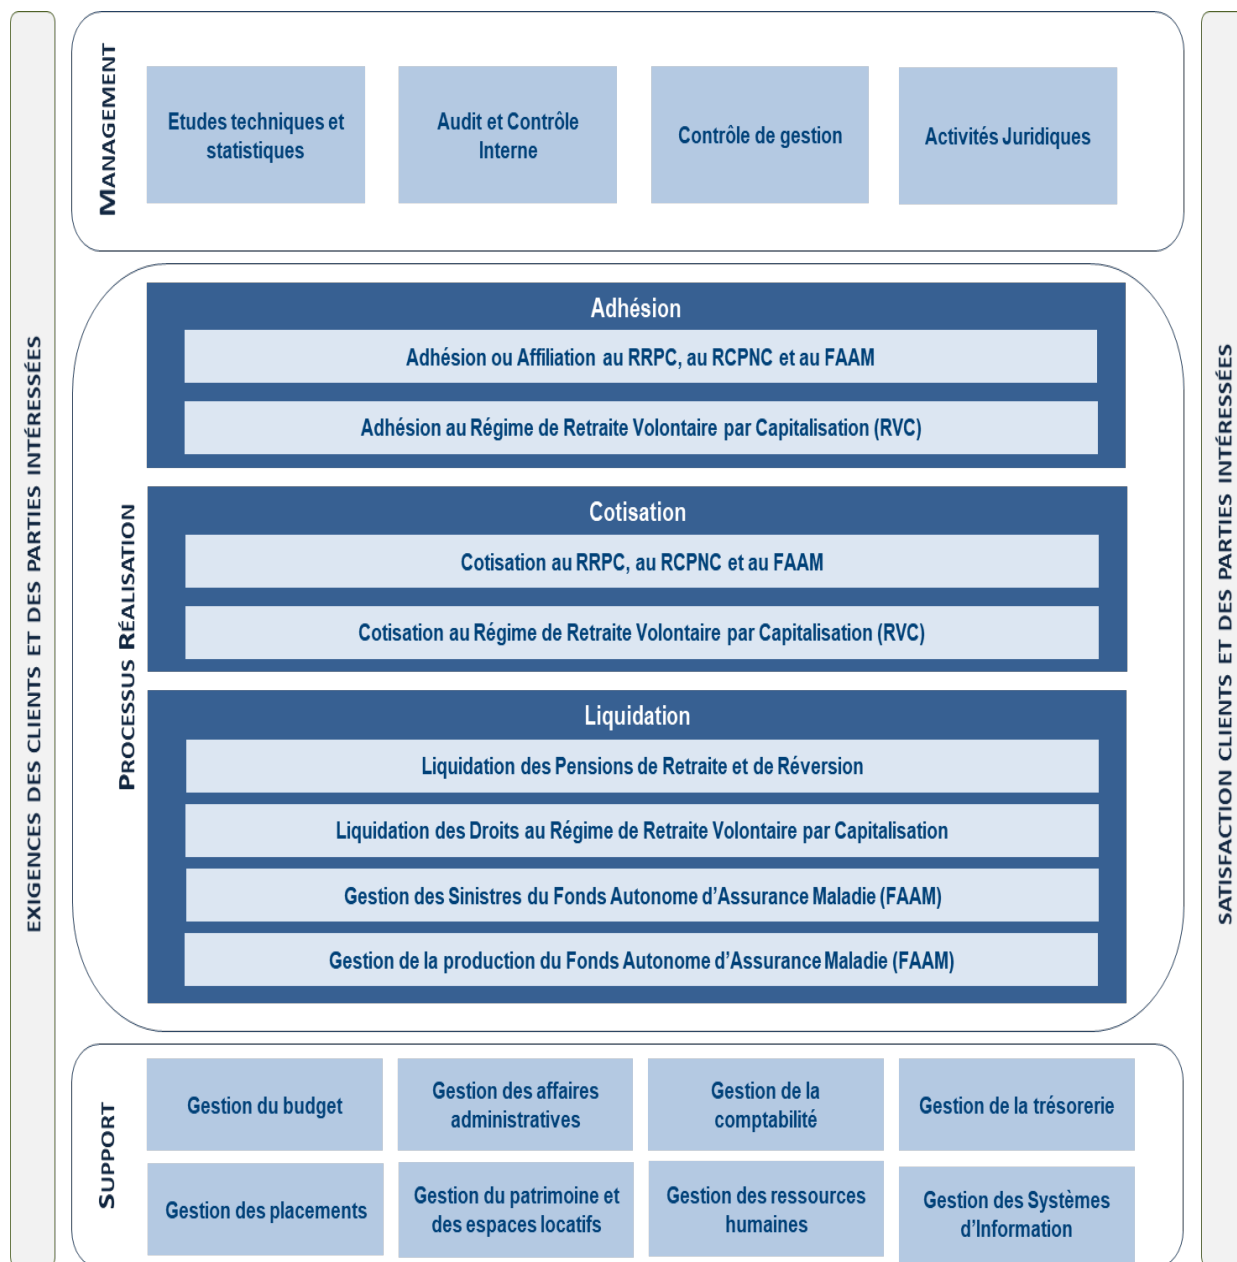 EXIGENCES DES CLIENTS ET DES PARTIES INTÉRESSÉES
MANAGEMENT
Etudes techniques et
statistiques
Audit et Contrôle
Interne
Contrôle de gestion
Activités Juridiques
PROCESSUS RÉALISATION
Adhésion
Adhésion ou Affiliation au RRPC, au RCPNC et au FAAM
Adhésion au Régime de Retraite Volontaire par Capitalisation (RVC)
Cotisation
Cotisation au RRPC, au RCPNC et au FAAM
Cotisation au Régime de Retraite Volontaire par Capitalisation (RVC)
Liquidation
Liquidation des Pensions de Retraite et de Réversion
Liquidation des Droits au Régime de Retraite Volontaire par Capitalisation
Gestion des Sinistres du Fonds Autonome d'Assurance Maladie (FAAM)
Gestion de la production du Fonds Autonome d'Assurance Maladie (FAAM)
SUPPORT
Gestion du budget
Gestion des affaires
administratives
Gestion de la
comptabilité
Gestion de la trésorerie
Gestion des placements
Gestion du patrimoine et
des espaces locatifs
Gestion des ressources
humaines
Gestion des Systèmes
d'Information
SATISFACTION CLIENTS ET DES PARTIES INTÉRESSÉES